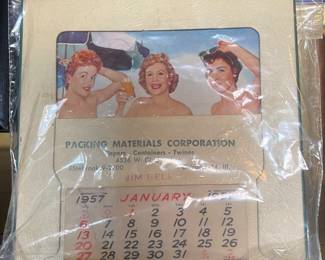 PACKING MATERIALS CORPORATION
Papers - Containers - Twines
4536 W.
JIM BELL
1957 JANUARY
1 2 3 4 5
6 7 8 9 10 11 12
13 14 15 16 17 18 19
20 21 22 23 24 25 26
27 28 29 30 31